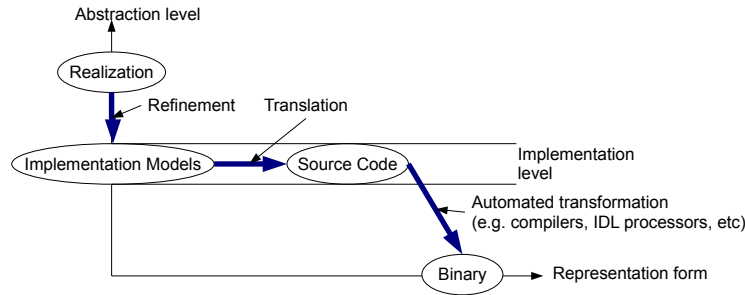 Abstraction level
Realization
Refinement
Translation
Implementation Models
Source Code
Implementation
level
Automated transformation
(e.g. compilers, IDL processors, etc)
Binary
Representation form